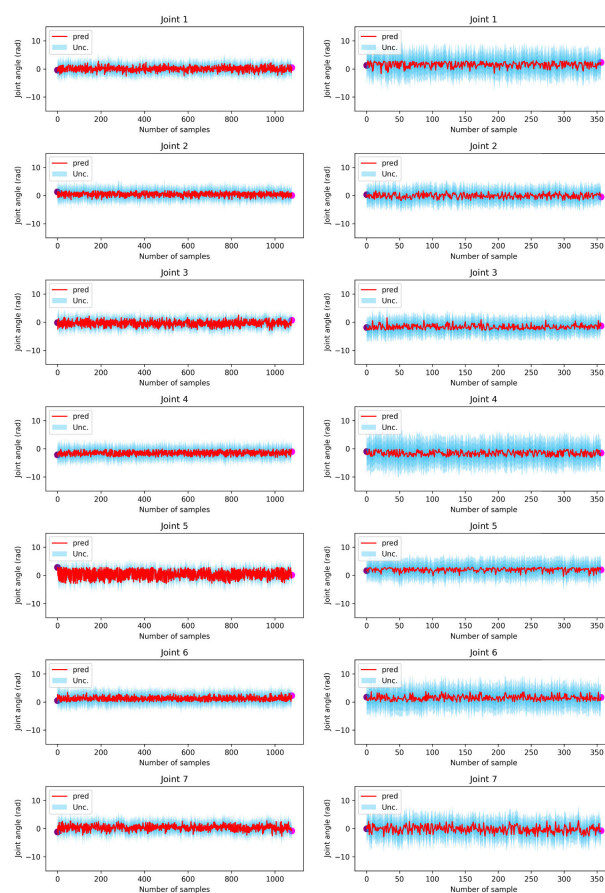 Joint 1
Joint angle (rad)
10
0
−10
pred
Unc.
0 200 400 600 800 1000
Number of samples
Joint 1
Joint angle (rad)
10
0
−10
pred
Unc.
0 50 100 150 200 250 300 350
Number of sample
Joint 2
Joint angle (rad)
10
0
−10
pred
Unc.
0 200 400 600 800 1000
Number of samples
Joint 2
Joint angle (rad)
10
0
−10
pred
Unc.
0 50 100 150 200 250 300 350
Number of sample
Joint 3
Joint angle (rad)
10
0
−10
pred
Unc.
0 200 400 600 800 1000
Number of samples
Joint 3
Joint angle (rad)
10
0
−10
pred
Unc.
0 50 100 150 200 250 300 350
Number of sample
Joint 4
Joint angle (rad)
10
0
−10
pred
Unc.
0 200 400 600 800 1000
Number of samples
Joint 4
Joint angle (rad)
10
0
−10
pred
Unc.
0 50 100 150 200 250 300 350
Number of sample
Joint 5
Joint angle (rad)
10
0
−10
pred
Unc.
0 200 400 600 800 1000
Number of samples
Joint 5
Joint angle (rad)
10
0
−10
pred
Unc.
0 50 100 150 200 250 300 350
Number of sample
Joint 6
Joint angle (rad)
10
0
−10
pred
Unc.
0 200 400 600 800 1000
Number of samples
Joint 6
Joint angle (rad)
10
0
−10
pred
Unc.
0 50 100 150 200 250 300 350
Number of sample
Joint 7
Joint angle (rad)
10
0
−10
pred
Unc.
0 200 400 600 800 1000
Number of samples
Joint 7
Joint angle (rad)
10
0
−10
pred
Unc.
0 50 100 150 200 250 300 350
Number of sample